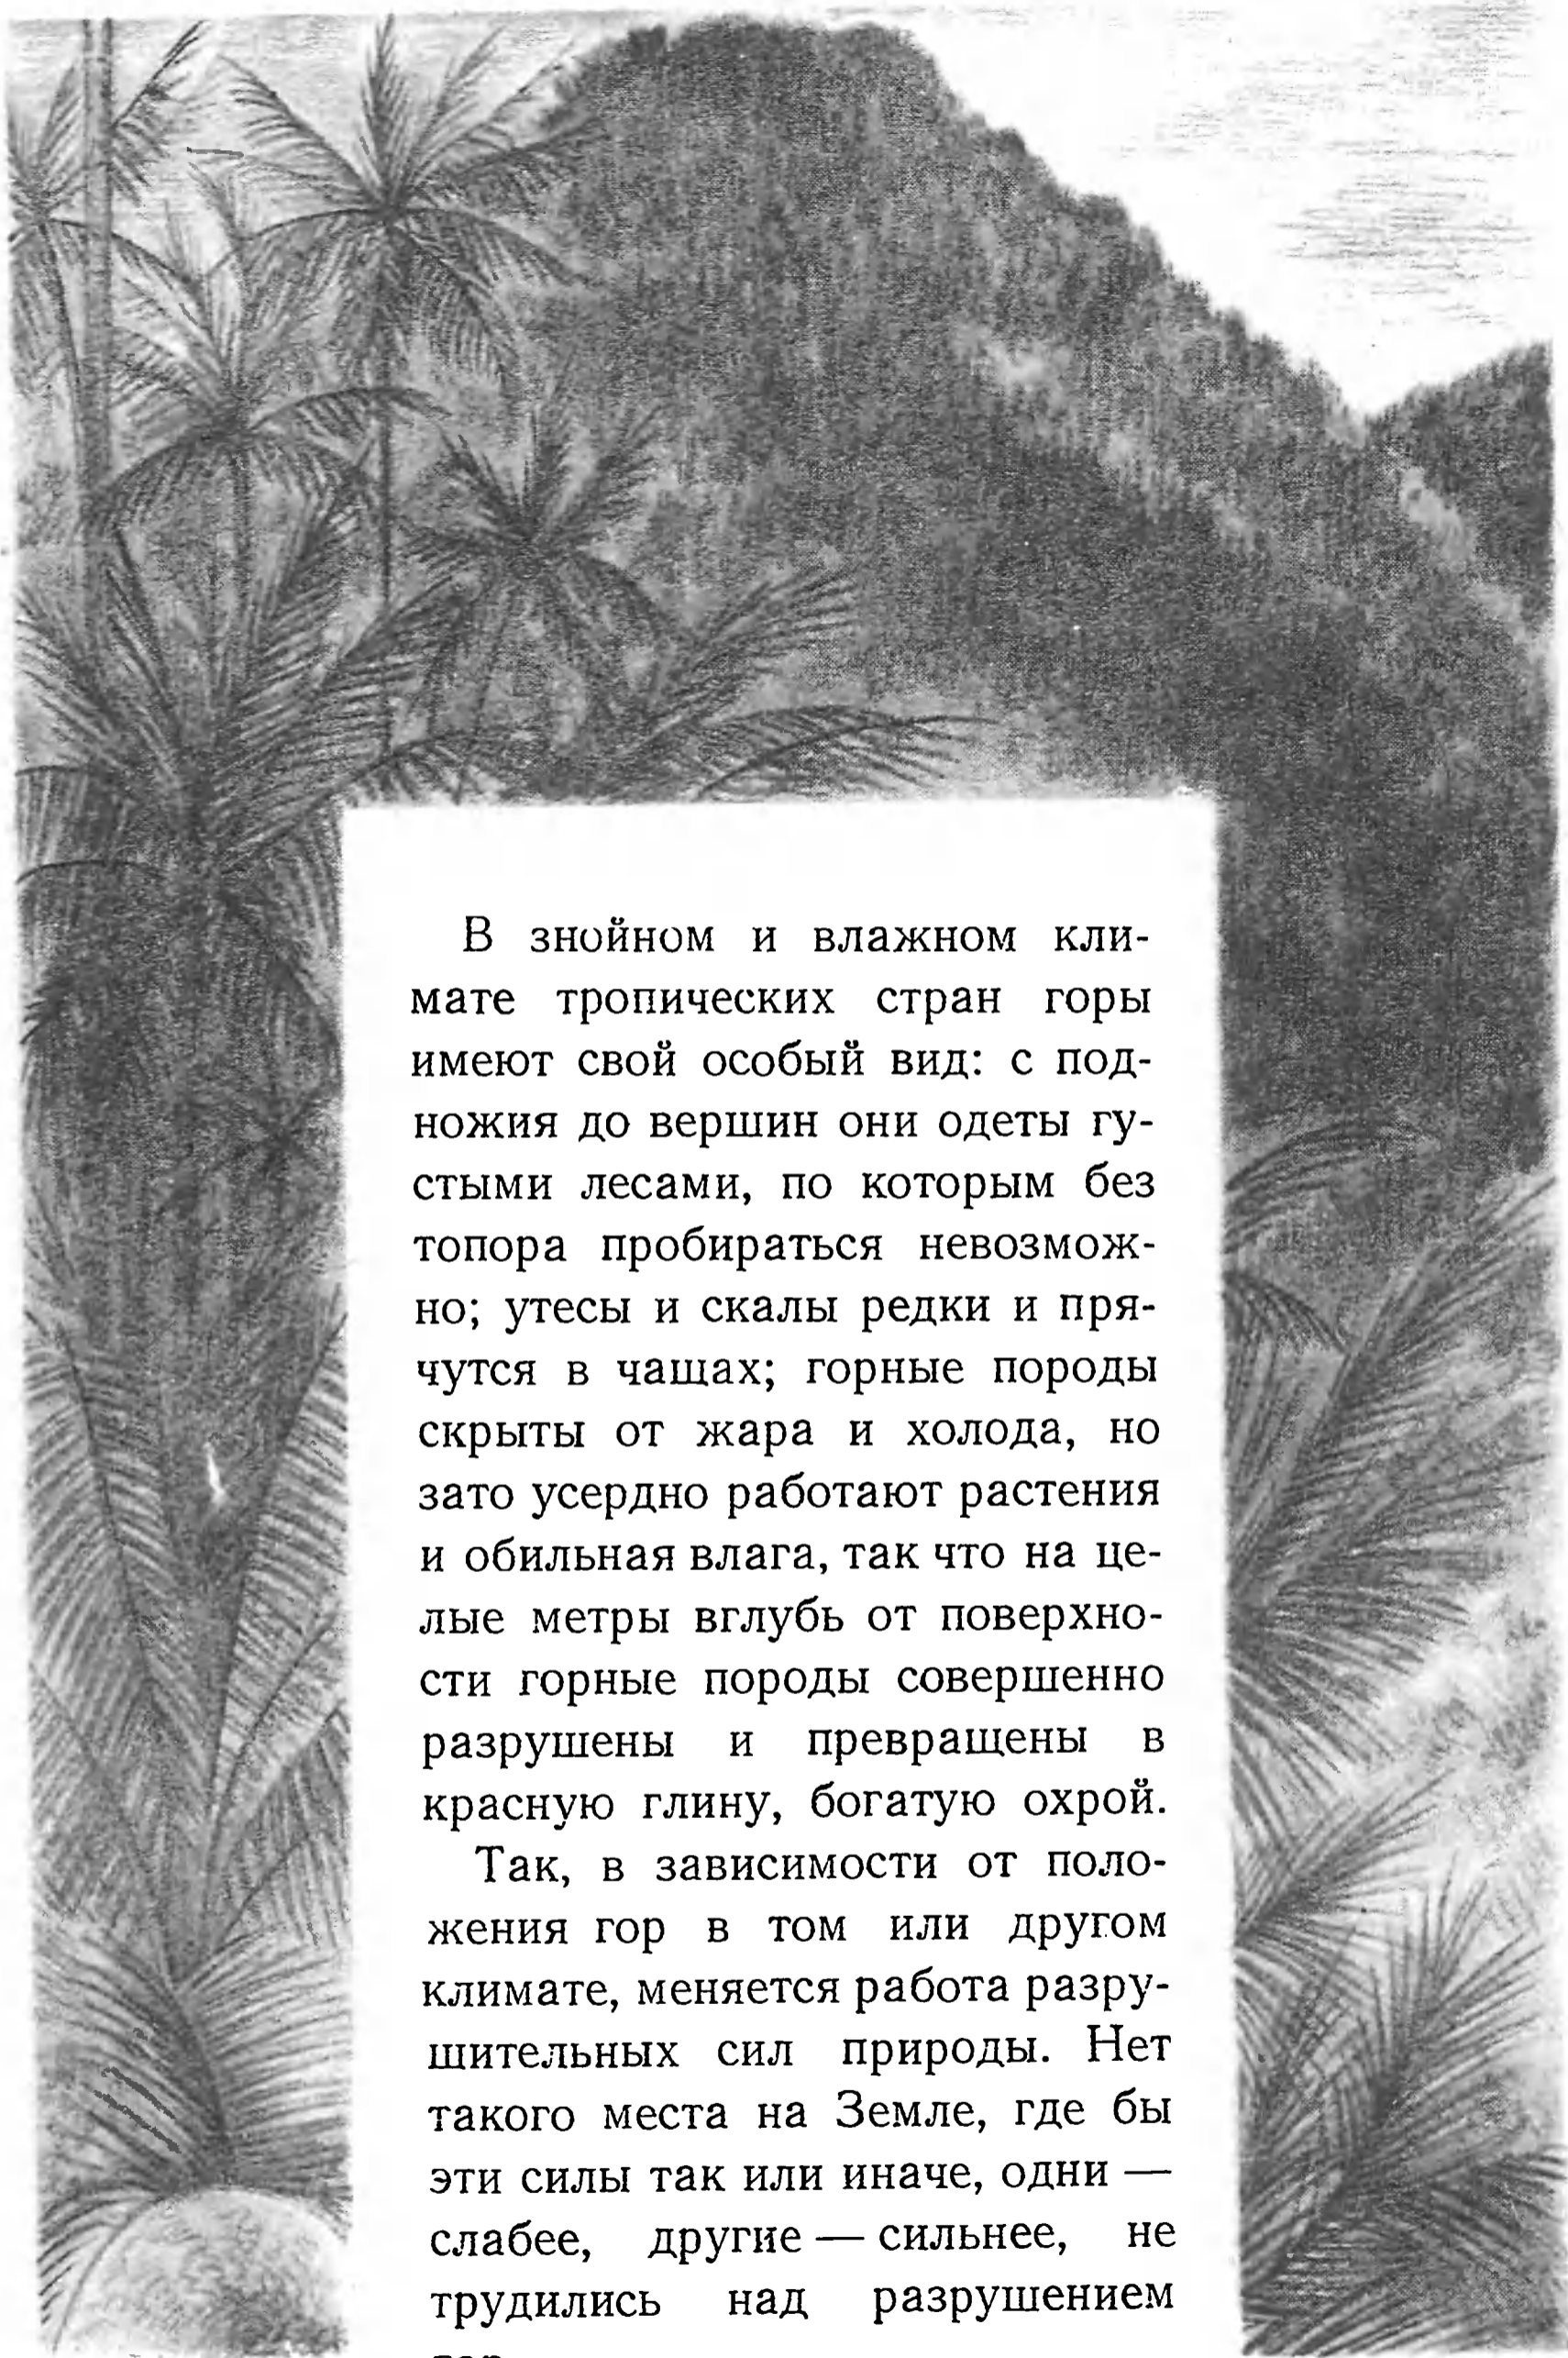 В знойном и влажном кли-
мате тропических стран горы
имеют свой особый вид: с под-
ножия до вершин они одеты гу-
стыми лесами, по которым без
топора пробираться невозмож-
но; утесы и скалы редки и пря-
чутся в чащах; горные породы
скрыты от жара и холода, но
зато усердно работают растения
и обильная влага, так что на це-
лые метры вглубь от поверхно-
сти горные породы совершенно
разрушены и превращены в
красную глину, богатую охрой.
Так, в зависимости от поло-
жения гор в том или другом
климате, меняется работа разру-
шительных сил природы. Нет
такого места на Земле, где бы
эти силы так или иначе, одни —
слабее, другие — сильнее, не
трудились над разрушением